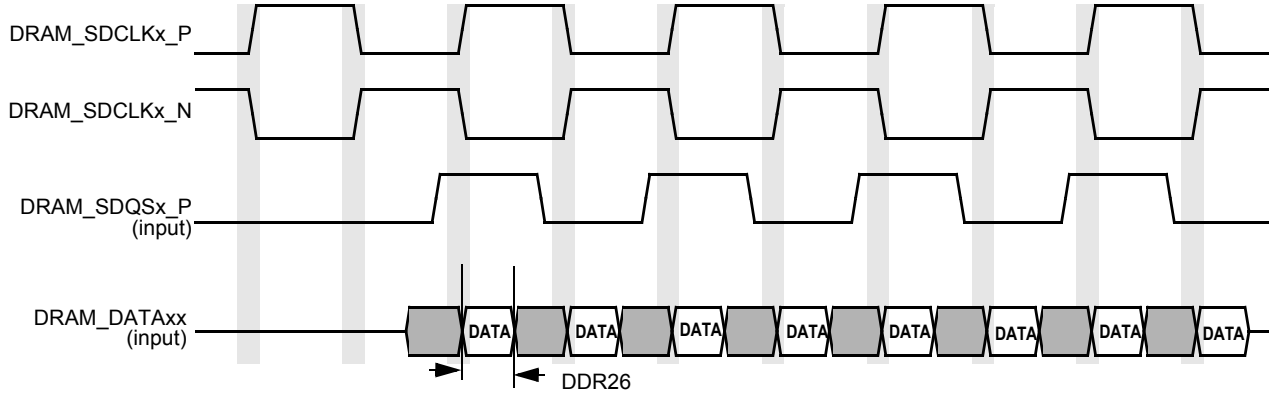 DRAM_SDCLKx_P
DRAM_SDCLKx_N
DRAM_SDQSx_P
(input)
DRAM_DATAxx
(input)
DATA DATA DATA DATA DATA DATA DATA DATA
DDR26